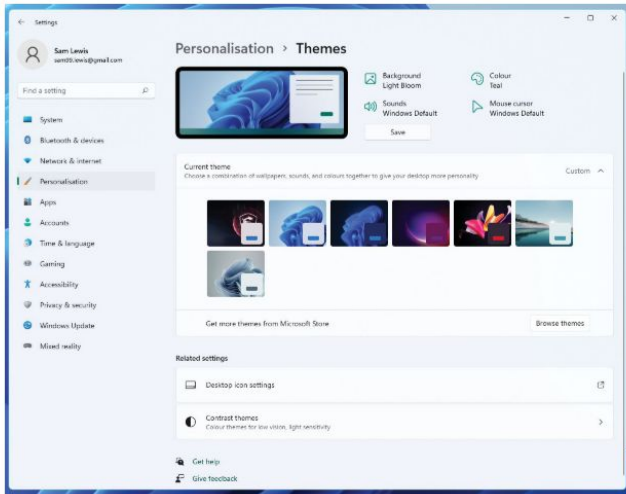 Settings
Sam Lewis
sam00.lewis@gmail.com
Find a setting
System
Bluetooth & devices
Network & internet
Personalisation
Apps
Accounts
Time & language
Gaming
Accessibility
Privacy & security
Windows Update
Mixed reality
Personalisation > Themes
Background
Light Bloom
Colour
Teal
Sounds
Windows Default
Mouse cursor
Windows Default
Save
Current theme
Choose a combination of wallpapers, sounds, and colours together to give your desktop more personality
Custom
Get more themes from Microsoft Store
Browse themes
Related settings
Desktop icon settings
Contrast themes
Colour themes for low vision, light sensitivity
Get help
Give feedback